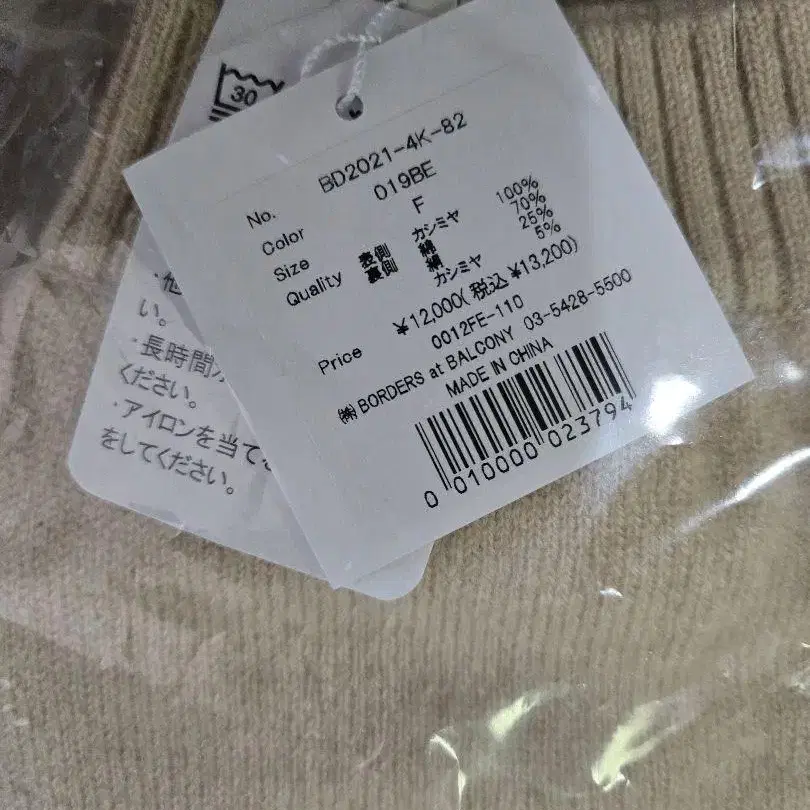 No. BD2021-4K-82
Color 019BE
Size F
Quality 表側 カシミヤ 100%
裏側 綿 70%
絹 25%
カシミヤ 5%
Price ¥12,000(税込¥13,200)
0012FE-110
㈱ BORDERS at BALCONY 03-5428-5500
MADE IN CHINA
0 010000 023794
30
い。
・長時間
ください。
・アイロンを当て
をしてください。